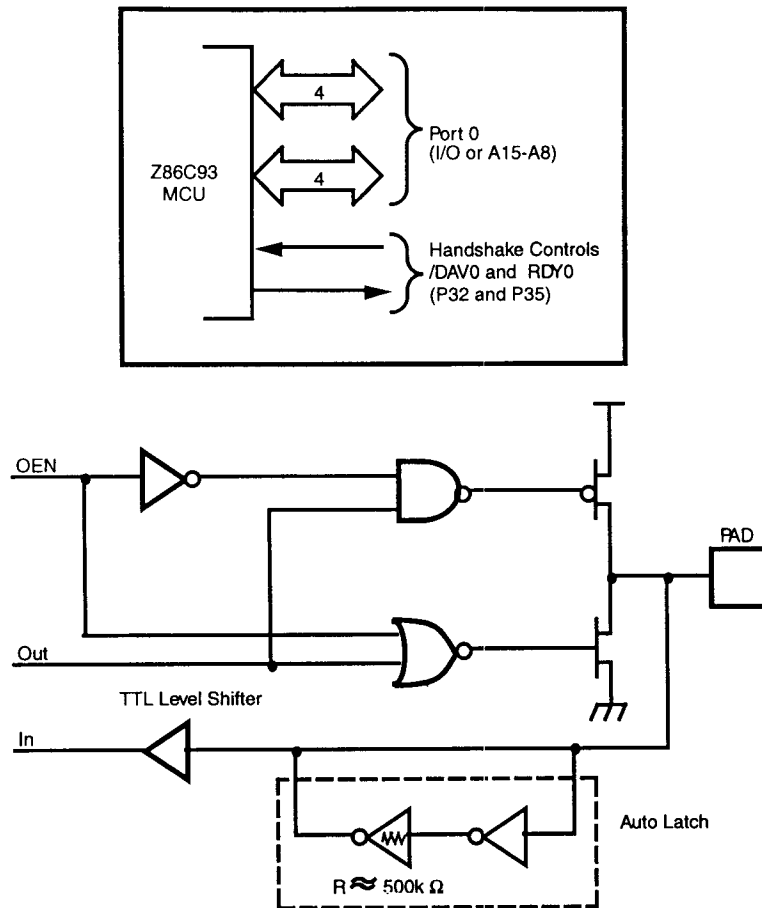 4
Port 0
(I/O or A15-A8)
Z86C93
MCU
4
Handshake Controls
/DAV0 and RDY0
(P32 and P35)
OEN
PAD
Out
TTL Level Shifter
In
Auto Latch
R ≈ 500k Ω